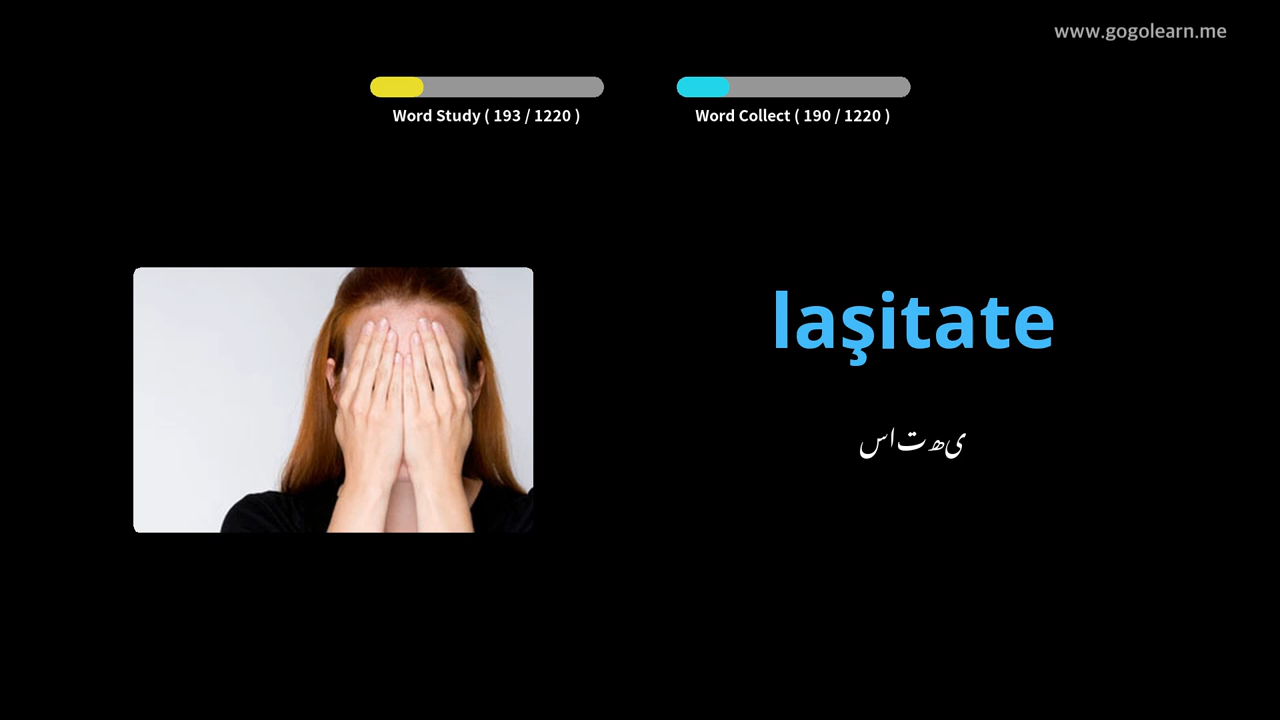 www.gogolearn.me
Word Study ( 193 / 1220 )
Word Collect ( 190 / 1220 )
laşitate
ی ھ ت ا س